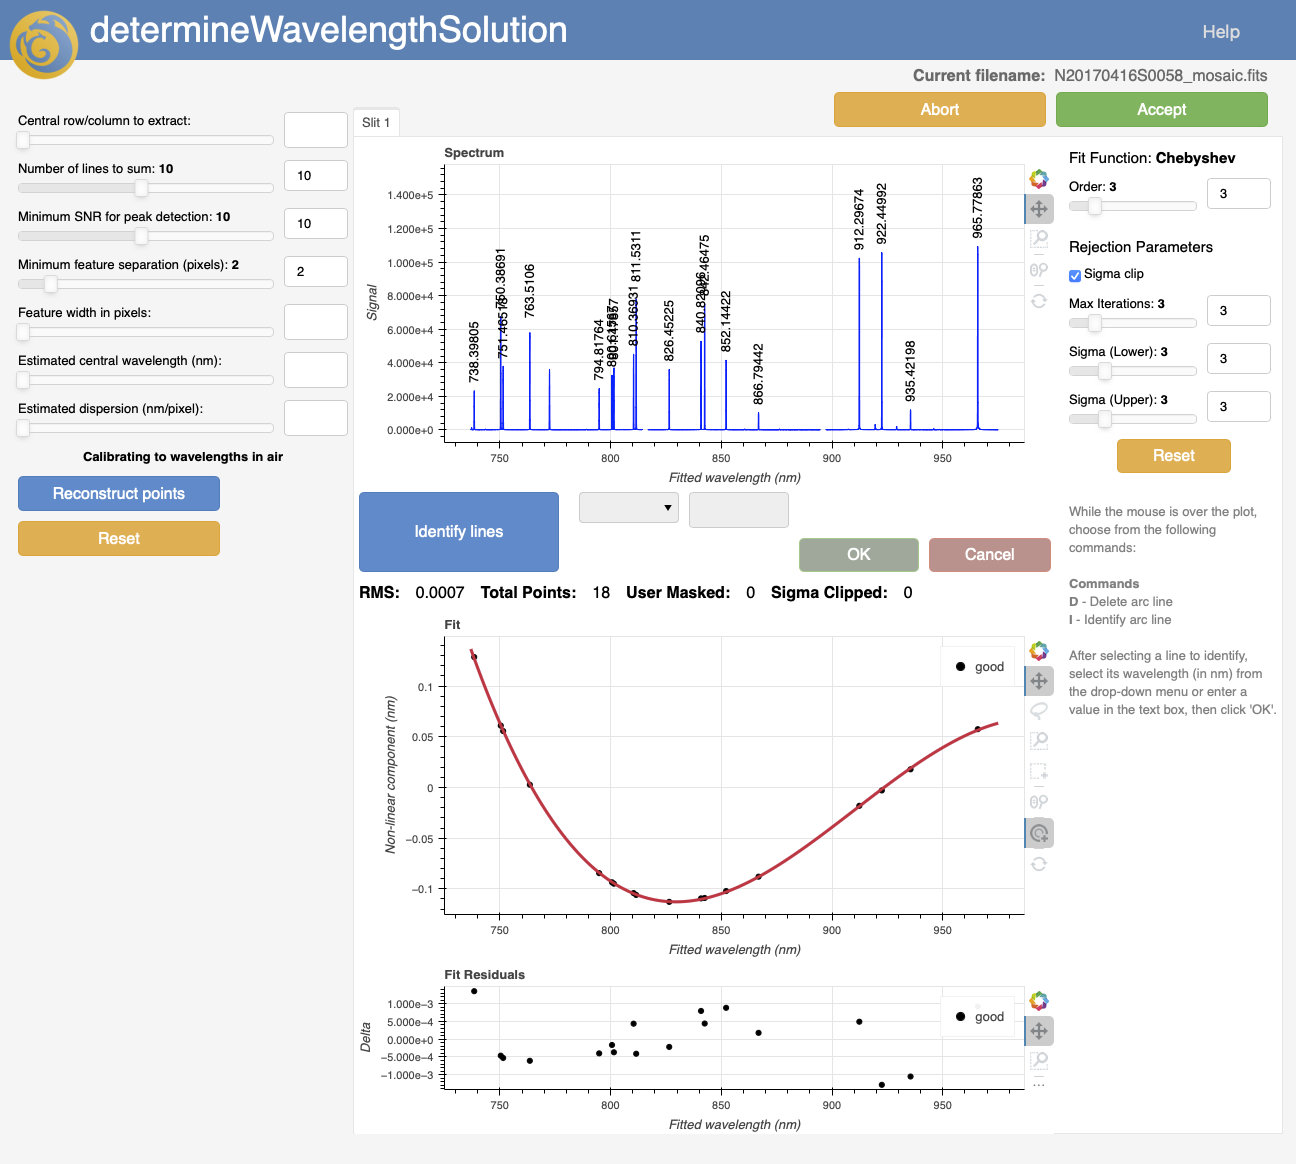 determineWavelengthSolution
Help
Current filename: N20170416S0058_mosaic.fits
Abort
Accept
Central row/column to extract:
Number of lines to sum: 10
10
Minimum SNR for peak detection: 10
10
Minimum feature separation (pixels): 2
2
Feature width in pixels:
Estimated central wavelength (nm):
Estimated dispersion (nm/pixel):
Calibrating to wavelengths in air
Reconstruct points
Reset
Slit 1
Spectrum
Signal
1.400e+5
1.200e+5
1.000e+5
8.000e+4
6.000e+4
4.000e+4
2.000e+4
0.000e+0
738.39805
750.38691
763.5106
794.81764
810.36931
811.5311
826.45225
852.14422
866.79442
912.29674
922.44992
935.42198
965.77863
750
800
850
900
950
Fitted wavelength (nm)
Identify lines
OK
Cancel
RMS: 0.0007 Total Points: 18 User Masked: 0 Sigma Clipped: 0
Fit
Non-linear component (nm)
0.1
0.05
0
−0.05
−0.1
good
750
800
850
900
950
Fitted wavelength (nm)
Fit Residuals
Delta
1.000e−3
5.000e−4
0.000e+0
−5.000e−4
−1.000e−3
good
750
800
850
900
950
Fitted wavelength (nm)
Fit Function: Chebyshev
Order: 3
3
Rejection Parameters
Sigma clip
Max Iterations: 3
3
Sigma (Lower): 3
3
Sigma (Upper): 3
3
Reset
While the mouse is over the plot,
choose from the following
commands:
Commands
D - Delete arc line
I - Identify arc line
After selecting a line to identify,
select its wavelength (in nm) from
the drop-down menu or enter a
value in the text box, then click 'OK'.